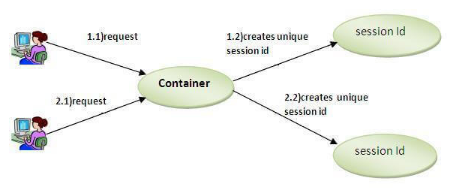 1.1)request
1.2)creates unique
session id
session Id
Container
2.1)request
2.2)creates unique
session id
session Id